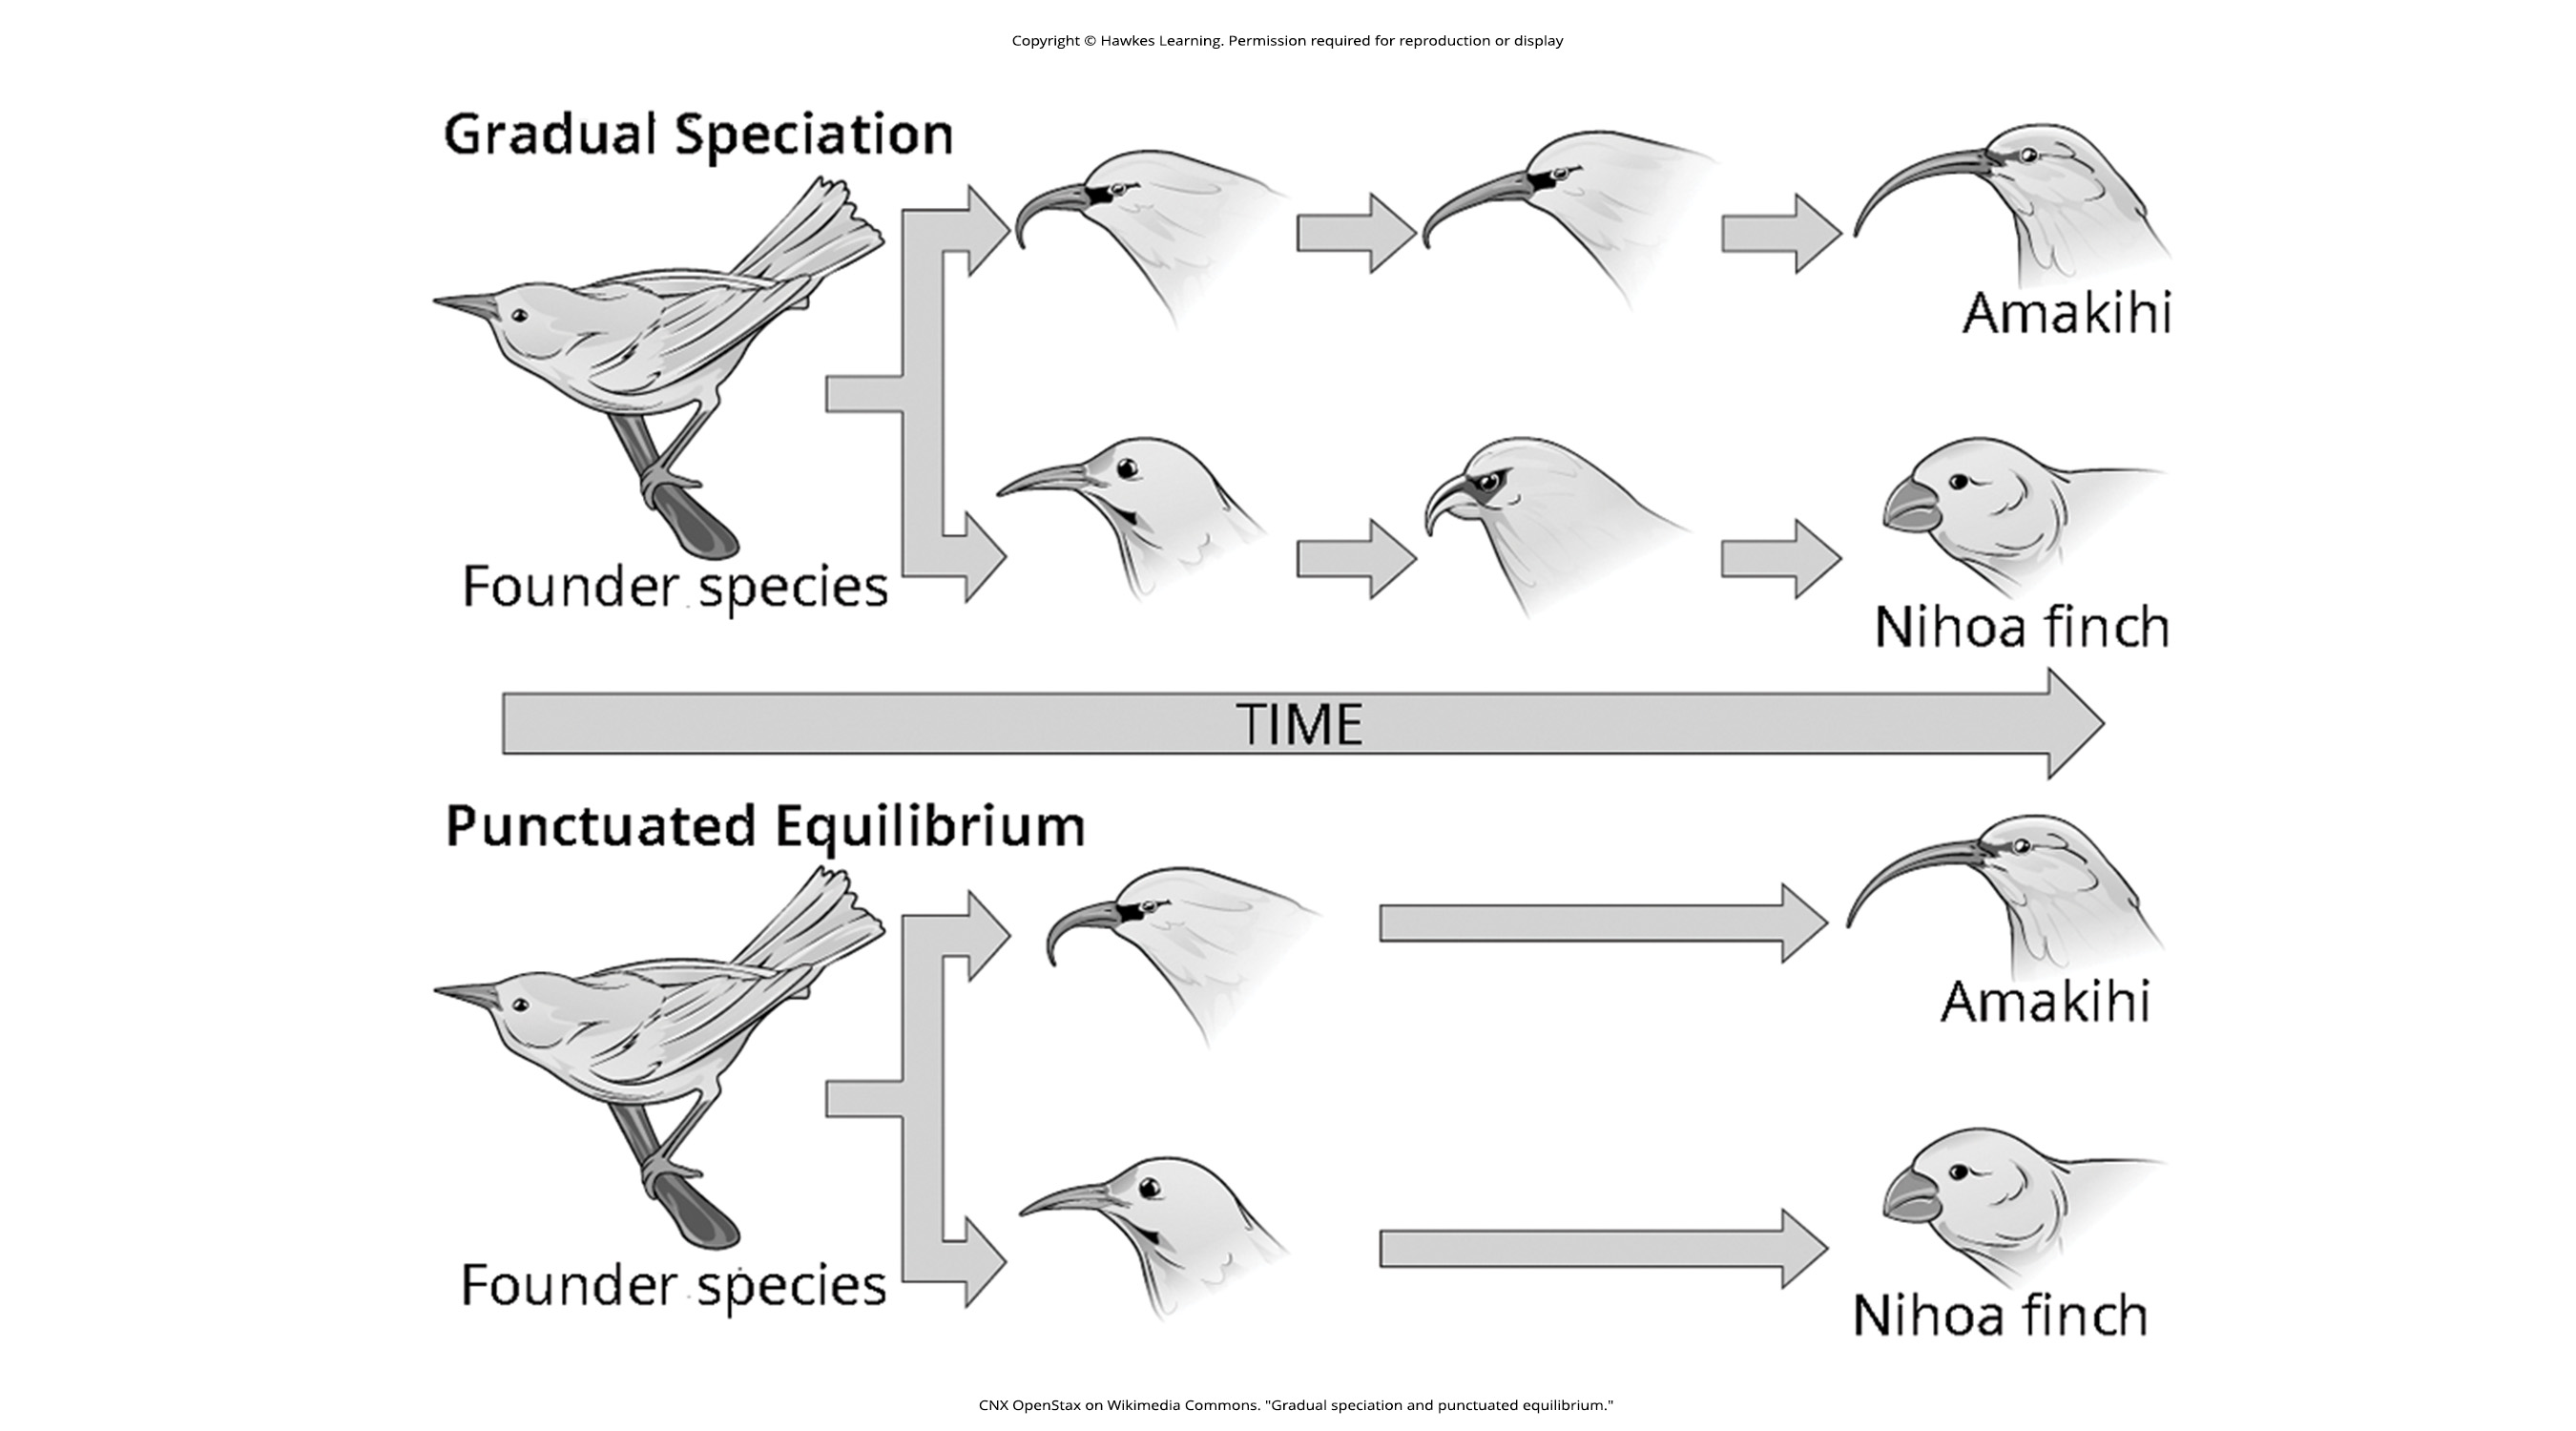 Copyright © Hawkes Learning. Permission required for reproduction or display
Gradual Speciation
Amakihi
Founder species
Nihoa finch
TIME
Punctuated Equilibrium
Amakihi
Founder species
Nihoa finch
CNX OpenStax on Wikimedia Commons. "Gradual speciation and punctuated equilibrium."